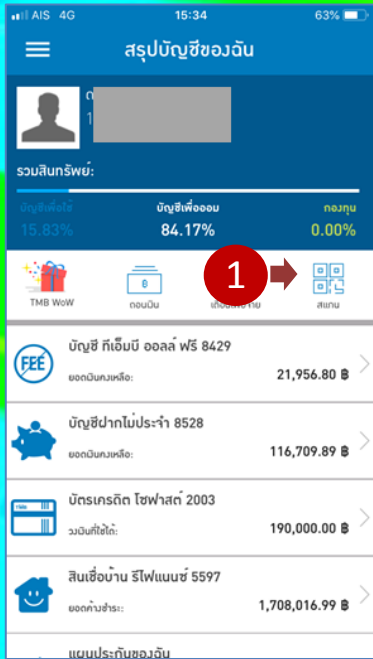 AIS 4G 15:34 63%
สรุปบัญชีของฉัน
ด
1
รวมสินทรัพย์:
บัญชีเพื่อใช้ บัญชีเพื่อออม กองทุน
15.83% 84.17% 0.00%
1
TMB WoW ถอนเงิน สแกน
FEE
บัญชี ทีเอ็มบี ออลล์ ฟรี 8429
ยอดเงินคงเหลือ: 21,956.80 ฿
บัญชีฝากไม่ประจำ 8528
ยอดเงินคงเหลือ: 116,709.89 ฿
บัตรเครดิต โซฟาสต์ 2003
วงเงินที่ใช้ได้: 190,000.00 ฿
สินเชื่อบ้าน รีไฟแนนซ์ 5597
ยอดค้างชำระ: 1,708,016.99 ฿
แผนประกันของฉัน